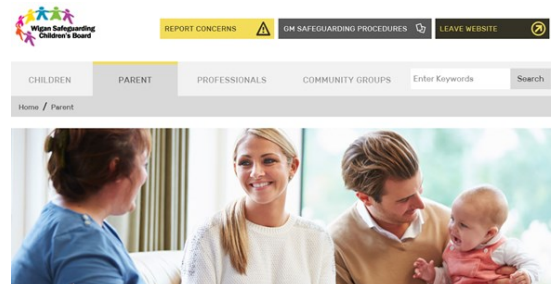 Wigan Safeguarding
Children's Board
REPORT CONCERNS
GM SAFEGUARDING PROCEDURES
LEAVE WEBSITE
CHILDREN
PARENT
PROFESSIONALS
COMMUNITY GROUPS
Enter Keywords
Search
Home / Parent